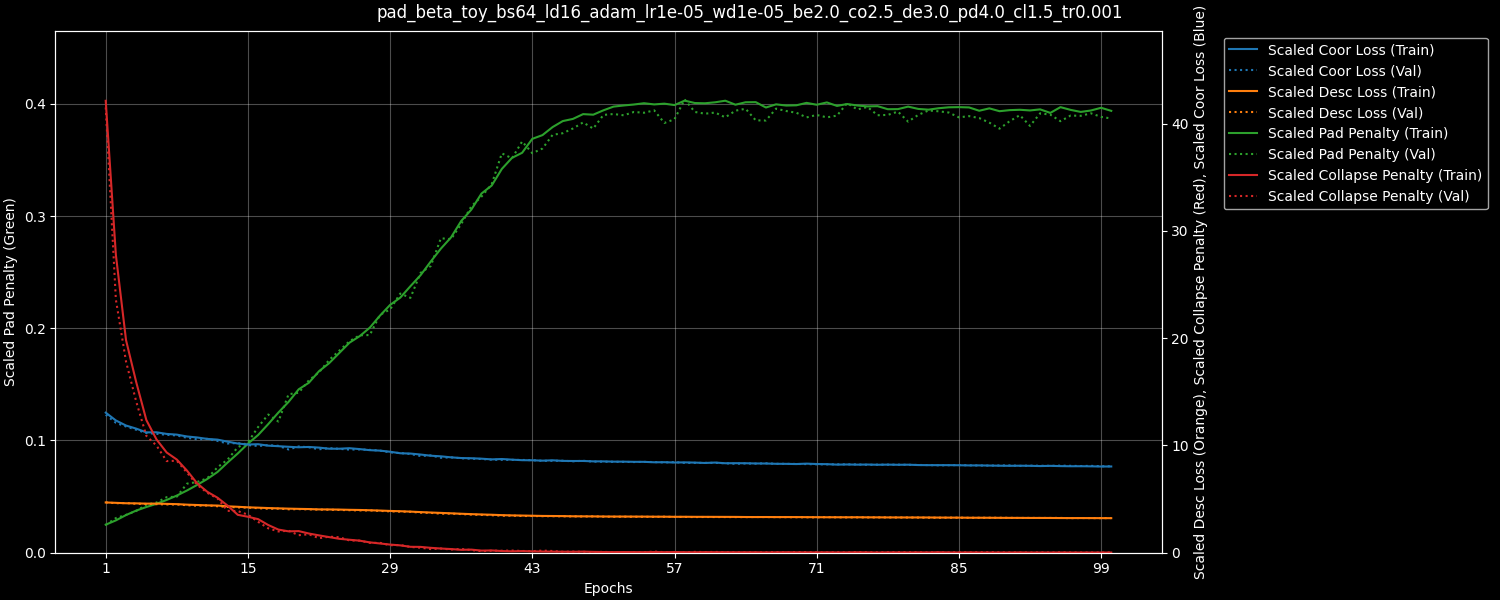 pad_beta_toy_bs64_ld16_adam_lr1e-05_wd1e-05_be2.0_co2.5_de3.0_pd4.0_cl1.5_tr0.001
Scaled Pad Penalty (Green)
0.4
0.3
0.2
0.1
0.0
1
15
29
43
57
71
85
99
Epochs
40
30
20
10
0
Scaled Desc Loss (Orange), Scaled Collapse Penalty (Red), Scaled Coor Loss (Blue)
Scaled Coor Loss (Train)
Scaled Coor Loss (Val)
Scaled Desc Loss (Train)
Scaled Desc Loss (Val)
Scaled Pad Penalty (Train)
Scaled Pad Penalty (Val)
Scaled Collapse Penalty (Train)
Scaled Collapse Penalty (Val)